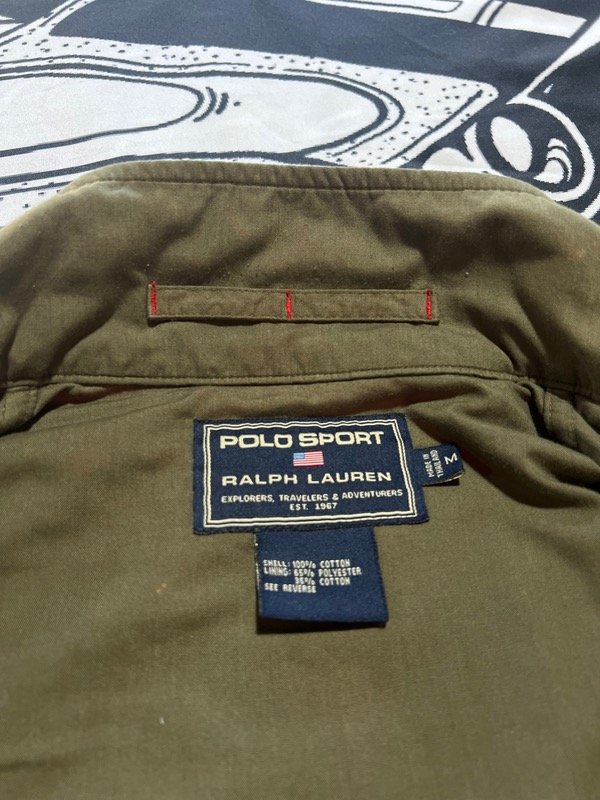 POLO SPORT
RALPH LAUREN
EXPLORERS, TRAVELERS & ADVENTURERS
EST. 1967
MADE IN
THAILAND
M
SHELL: 100% COTTON
LINING: 65% POLYESTER
35% COTTON
SEE REVERSE